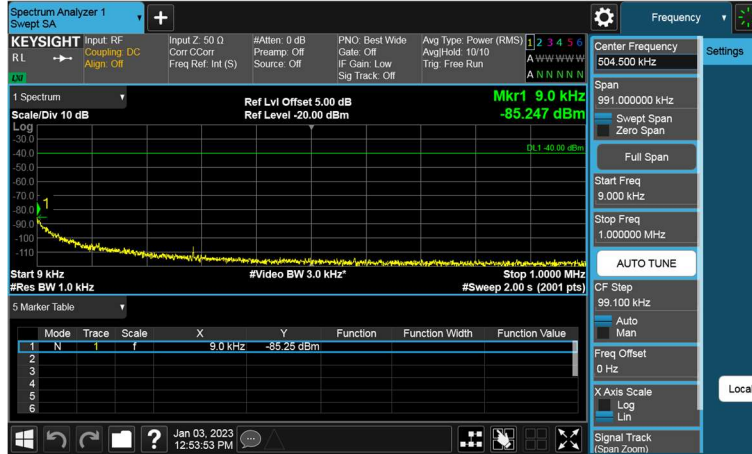 Spectrum Analyzer 1
Swept SA
+
Frequency
KEYSIGHT
RL
LXI
Input: RF
Coupling: DC
Align: Off
Input Z: 50 Ω
Corr CCorr
Freq Ref: Int (S)
#Atten: 0 dB
Preamp: Off
Source: Off
PNO: Best Wide
Gate: Off
IF Gain: Low
Sig Track: Off
Avg Type: Power (RMS)
Avg|Hold: 10/10
Trig: Free Run
1 2 3 4 5 6
A W W W W W
A N N N N N
1 Spectrum
Scale/Div 10 dB
Ref Lvl Offset 5.00 dB
Ref Level -20.00 dBm
Mkr1 9.0 kHz
-85.247 dBm
Log
-30.0
-40.0
-50.0
-60.0
-70.0
-80.0
-90.0
-100
-110
DL1 -40.00 dBm
1
Start 9 kHz
#Res BW 1.0 kHz
#Video BW 3.0 kHz*
Stop 1.0000 MHz
#Sweep 2.00 s (2001 pts)
5 Marker Table
Mode Trace Scale X Y Function Function Width Function Value
1 N 1 f 9.0 kHz -85.25 dBm
2
3
4
5
6
?
Jan 03, 2023
12:53:53 PM
Center Frequency
504.500 kHz
Settings
Span
991.000000 kHz
Swept Span
Zero Span
Full Span
Start Freq
9.000 kHz
Stop Freq
1.000000 MHz
AUTO TUNE
CF Step
99.100 kHz
Auto
Man
Freq Offset
0 Hz
X Axis Scale
Log
Lin
Local
Signal Track
(Span Zoom)